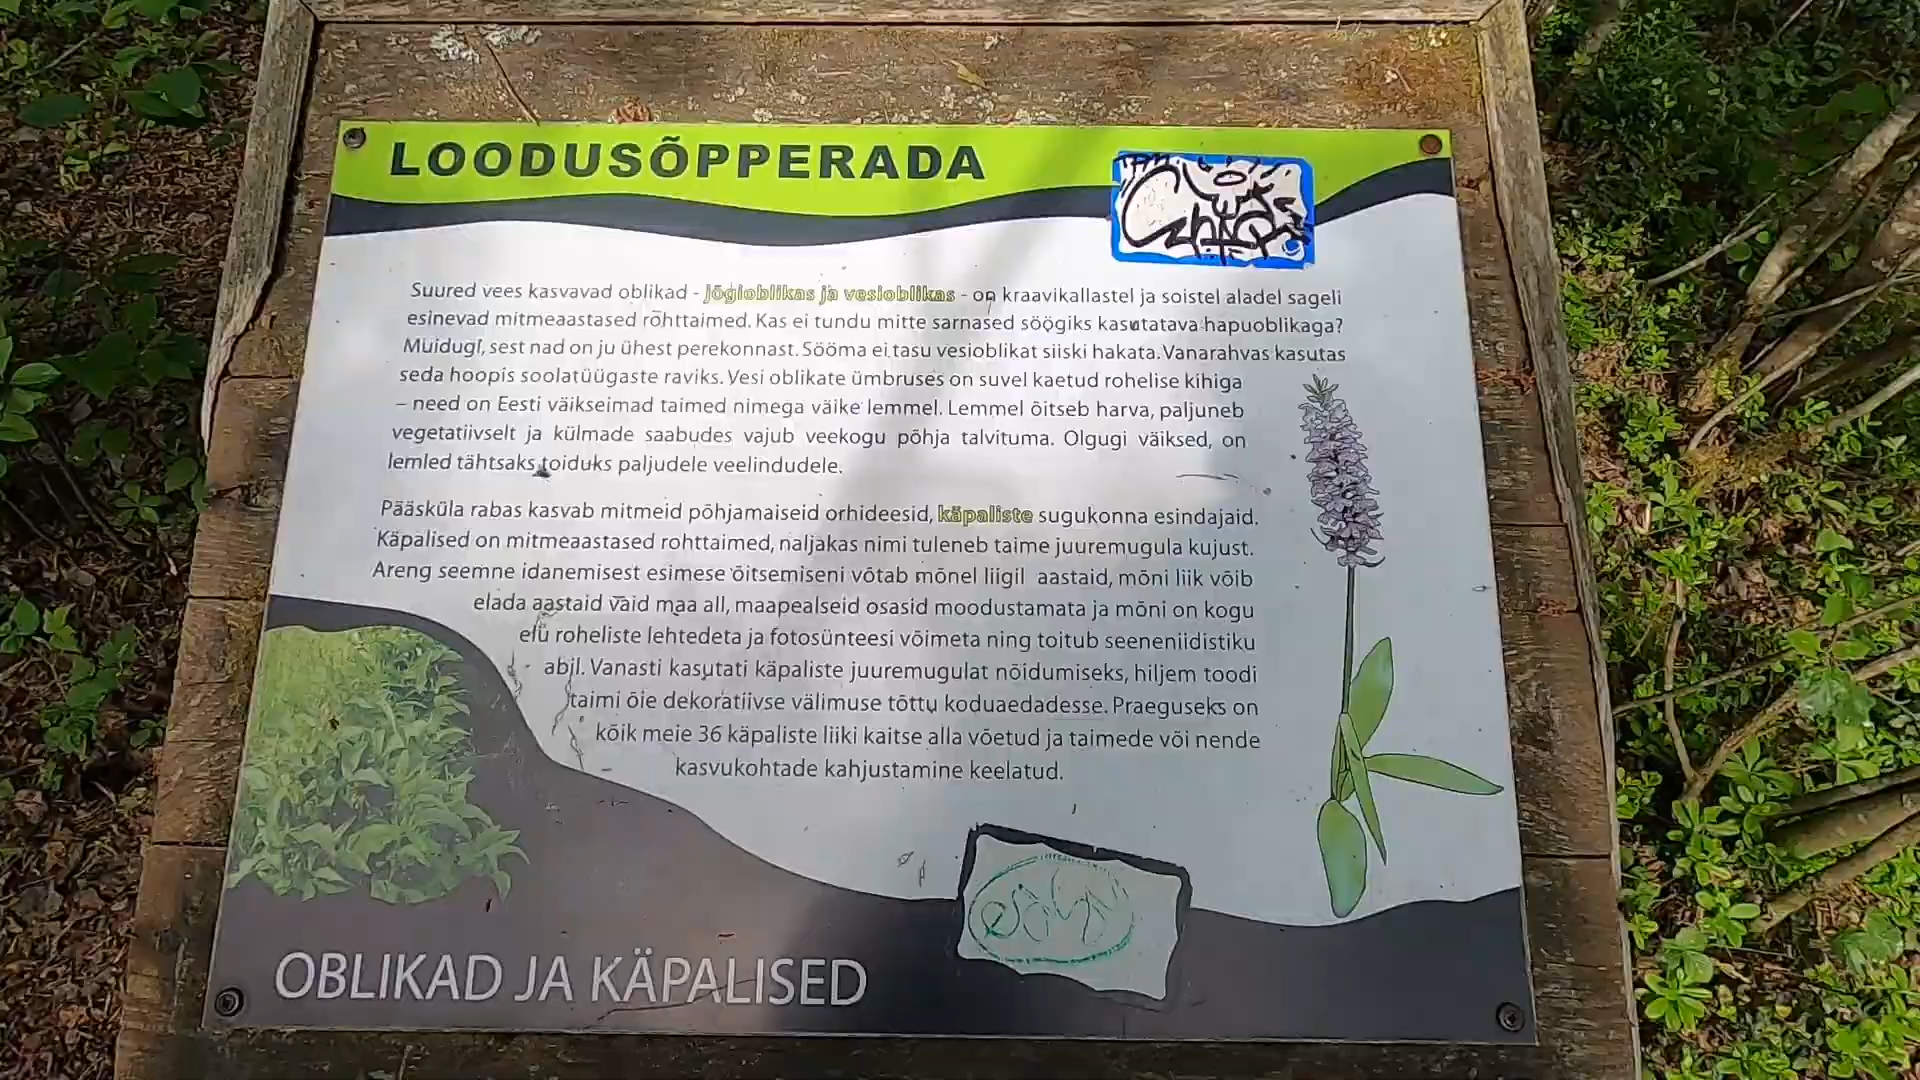 LOODUSÕPPERADA
Suured vees kasvavad oblikad - jõgioblikas ja vesioblikas - on kraavikallastel ja soistel aladel sageli
esinevad mitmeaastased rohttaimed. Kas ei tundu mitte sarnased söögiks kasutatava hapuoblikaga?
Muidugi, sest nad on ju ühest perekonnast. Sööma ei tasu vesioblikat siiski hakata. Vanarahvas kasutas
seda hoopis soolatüügaste raviks. Vesi oblikate ümbruses on suvel kaetud rohelise kihiga
– need on Eesti väikseimad taimed nimega väike lemmel. Lemmel õitseb harva, paljuneb
vegetatiivselt ja külmade saabudes vajub veekogu põhja talvituma. Olgugi väiksed, on
lemled tähtsaks toiduks paljudele veelindudele.
Pääsküla rabas kasvab mitmeid põhjamaiseid orhideesid, käpaliste sugukonna esindajaid.
Käpalised on mitmeaastased rohttaimed, naljakas nimi tuleneb taime juuremugula kujust.
Areng seemne idanemisest esimese õitsemiseni võtab mõnel liigil aastaid, mõni liik võib
elada aastaid vaid maa all, maapealseid osasid moodustamata ja mõni on kogu
elu roheliste lehtedeta ja fotosünteesi võimeta ning toitub seeneniidistiku
abil. Vanasti kasutati käpaliste juuremugulat nõidumiseks, hiljem toodi
taimi õie dekoratiivse välimuse tõttu koduaedadesse. Praeguseks on
kõik meie 36 käpaliste liiki kaitse alla võetud ja taimede või nende
kasvukohtade kahjustamine keelatud.
OBLIKAD JA KÄPALISED